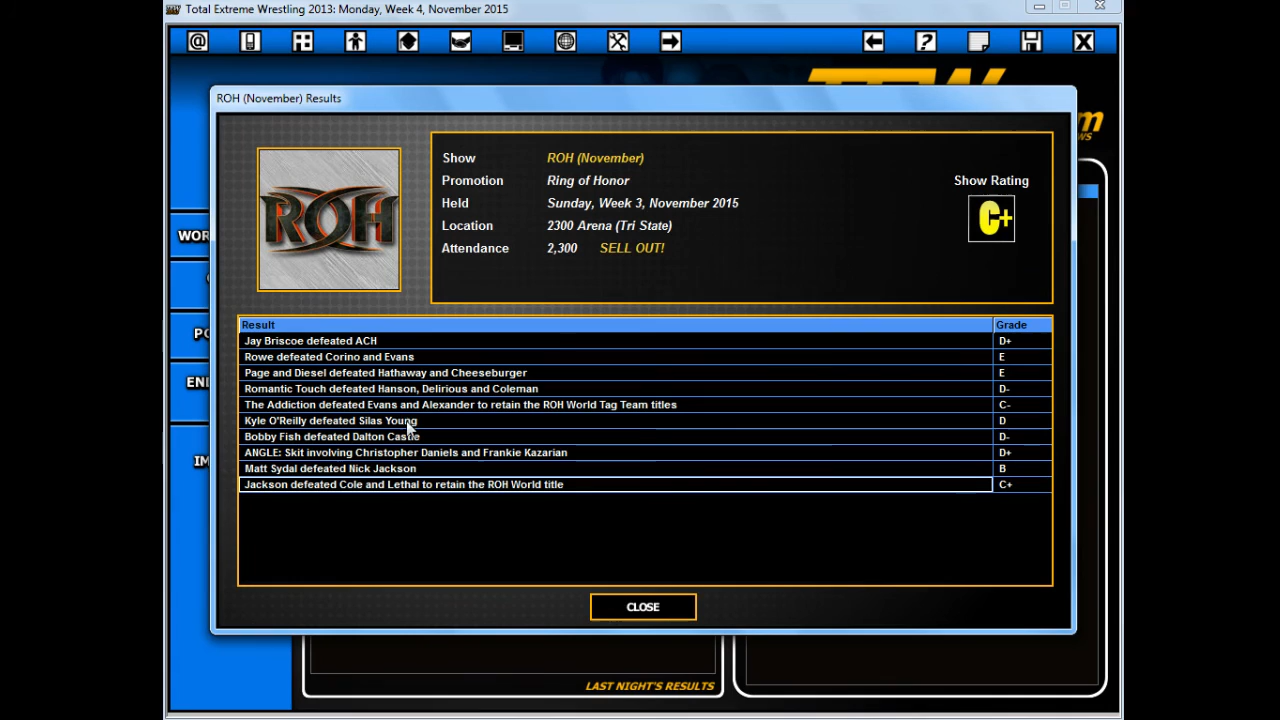 Total Extreme Wrestling 2013: Monday, Week 4, November 2015
ROH (November) Results
ROH
Show ROH (November)
Promotion Ring of Honor
Held Sunday, Week 3, November 2015
Location 2300 Arena (Tri State)
Attendance 2,300 SELL OUT!
Show Rating
C+
Result Grade
Jay Briscoe defeated ACH D+
Rowe defeated Corino and Evans E
Page and Diesel defeated Hathaway and Cheeseburger E
Romantic Touch defeated Hanson, Delirious and Coleman D-
The Addiction defeated Evans and Alexander to retain the ROH World Tag Team titles C-
Kyle O'Reilly defeated Silas Young D
Bobby Fish defeated Dalton Castle D-
ANGLE: Skit involving Christopher Daniels and Frankie Kazarian D+
Matt Sydal defeated Nick Jackson B
Jackson defeated Cole and Lethal to retain the ROH World title C+
CLOSE
LAST NIGHT'S RESULTS